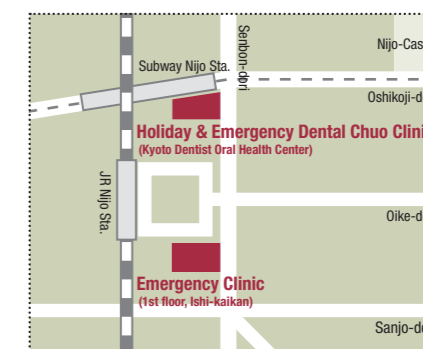 Senbon-dori
Nijo-Cas
Subway Nijo Sta.
Oshikoji-d
Holiday & Emergency Dental Chuo Clini
(Kyoto Dentist Oral Health Center)
JR Nijo Sta.
Oike-d
Emergency Clinic
(1st floor, Ishi-kaikan)
Sanjo-do